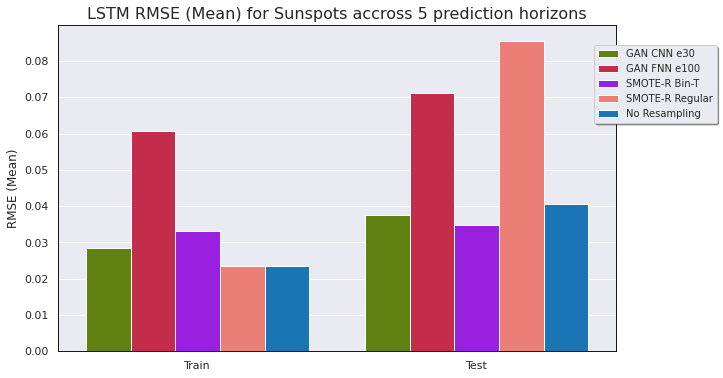 LSTM RMSE (Mean) for Sunspots accross 5 prediction horizons
RMSE (Mean)
0.08
0.07
0.06
0.05
0.04
0.03
0.02
0.01
0.00
Train
Test
GAN CNN e30
GAN FNN e100
SMOTE-R Bin-T
SMOTE-R Regular
No Resampling